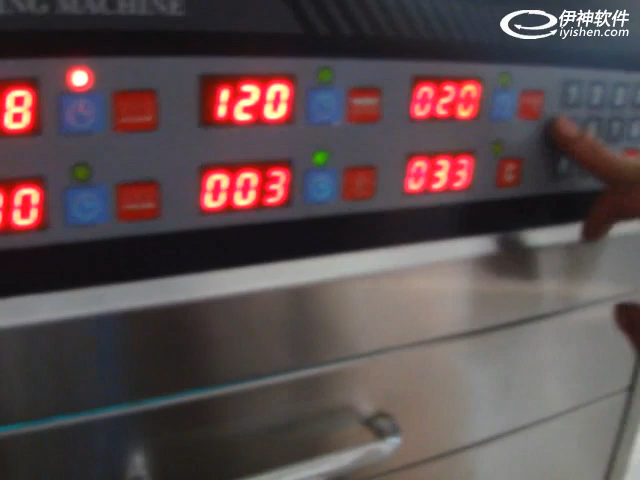 NG MACHINE
伊神软件
iyishen.com
8 120 020
0 003 033